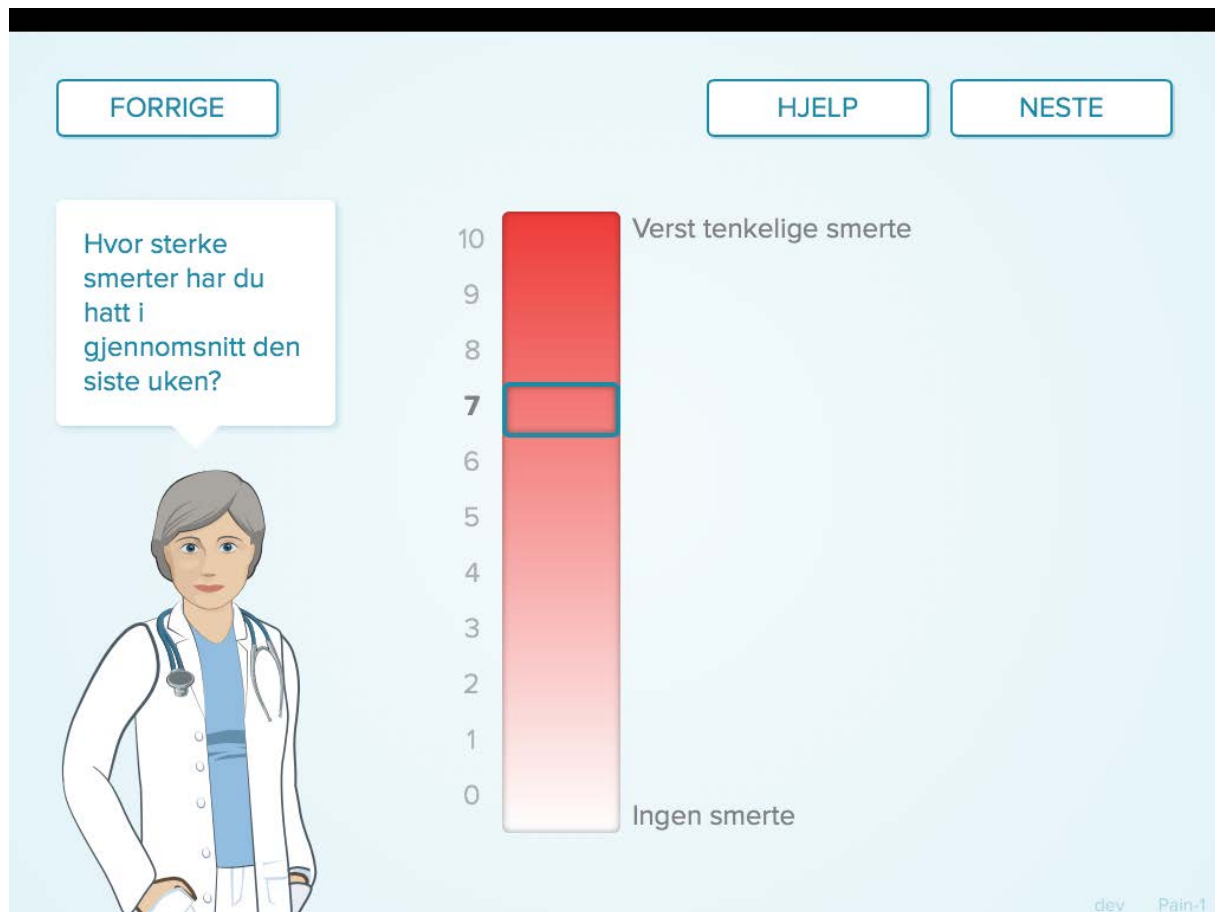 FORRIGE
HJELP
NESTE
Hvor sterke
smerter har du
hatt i
gjennomsnitt den
siste uken?
10
Verst tenkelige smerte
9
8
7
6
5
4
3
2
1
0
Ingen smerte
dev Pain-1